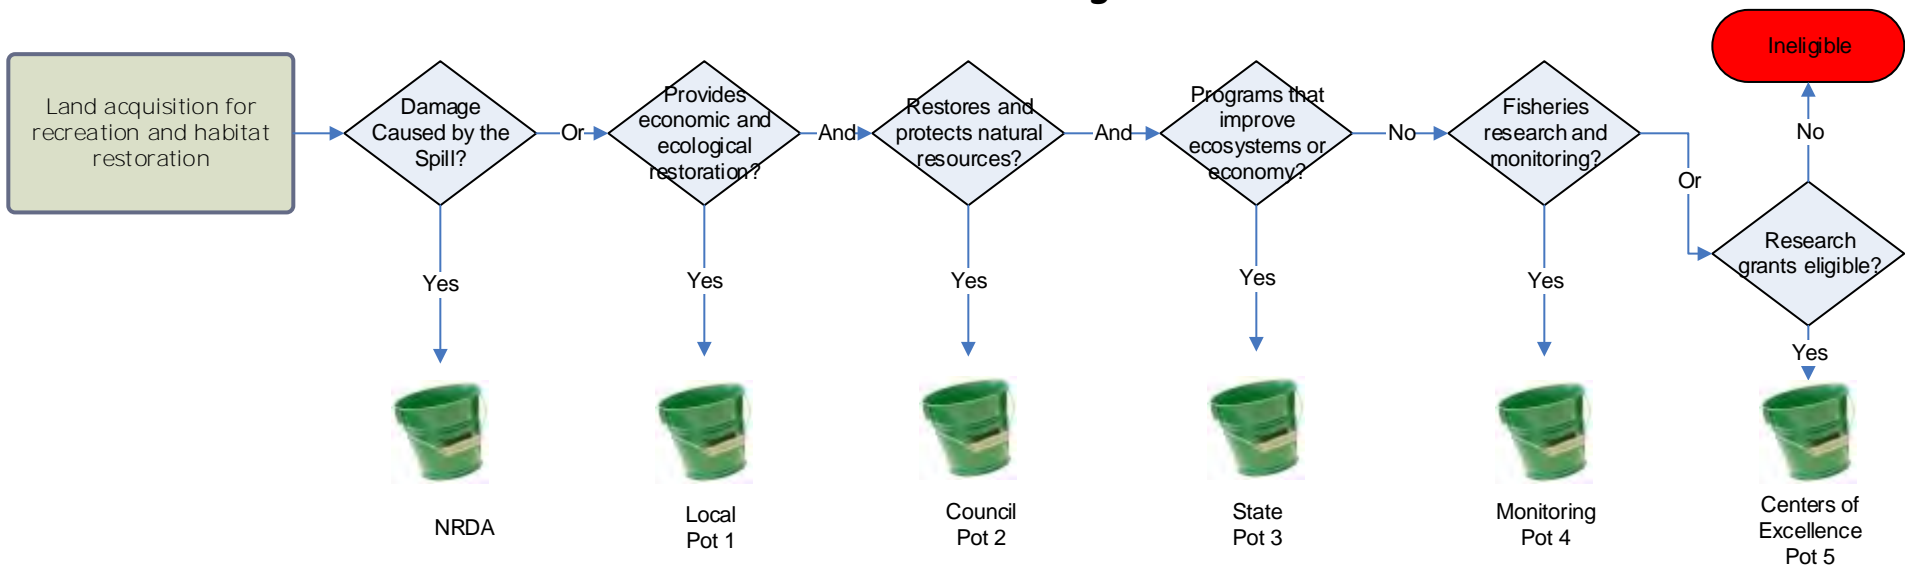 Land acquisition for
recreation and habitat
restoration
Damage
Caused by the
Spill?
Or
Provides
economic and
ecological
restoration?
And
Restores and
protects natural
resources?
And
Programs that
improve
ecosystems or
economy?
No
Fisheries
research and
monitoring?
Or
Research
grants eligible?
No
Ineligible
Yes
Yes
Yes
Yes
Yes
Yes
NRDA
Local
Pot 1
Council
Pot 2
State
Pot 3
Monitoring
Pot 4
Centers of
Excellence
Pot 5